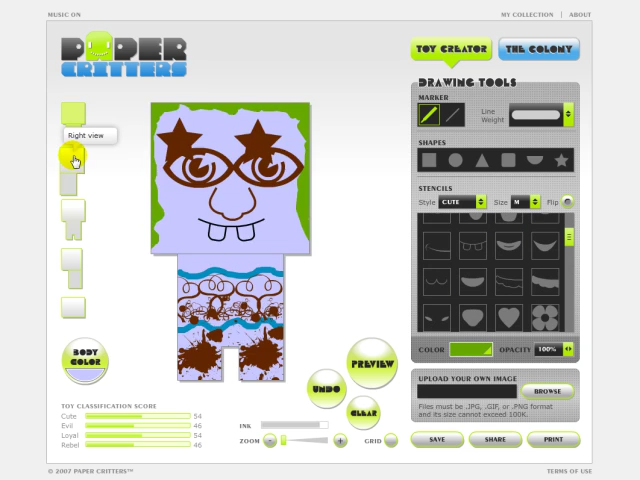 MUSIC ON
MY COLLECTION | ABOUT
PAPER
CRITTERS
TOY CREATOR
THE COLONY
DRAWING TOOLS
MARKER
Line
Weight
SHAPES
STENCILS
Style CUTE Size M Flip
COLOR OPACITY 100%
UPLOAD YOUR OWN IMAGE
BROWSE
Files must be .JPG, .GIF, or .PNG format
and its size cannot exceed 100K.
SAVE SHARE PRINT
Right view
BODY
COLOR
PREVIEW
UNDO
CLEAR
TOY CLASSIFICATION SCORE
Cute 54
Evil 46
Loyal 54
Rebel 46
INK
ZOOM - + GRID
© 2007 PAPER CRITTERS™
TERMS OF USE